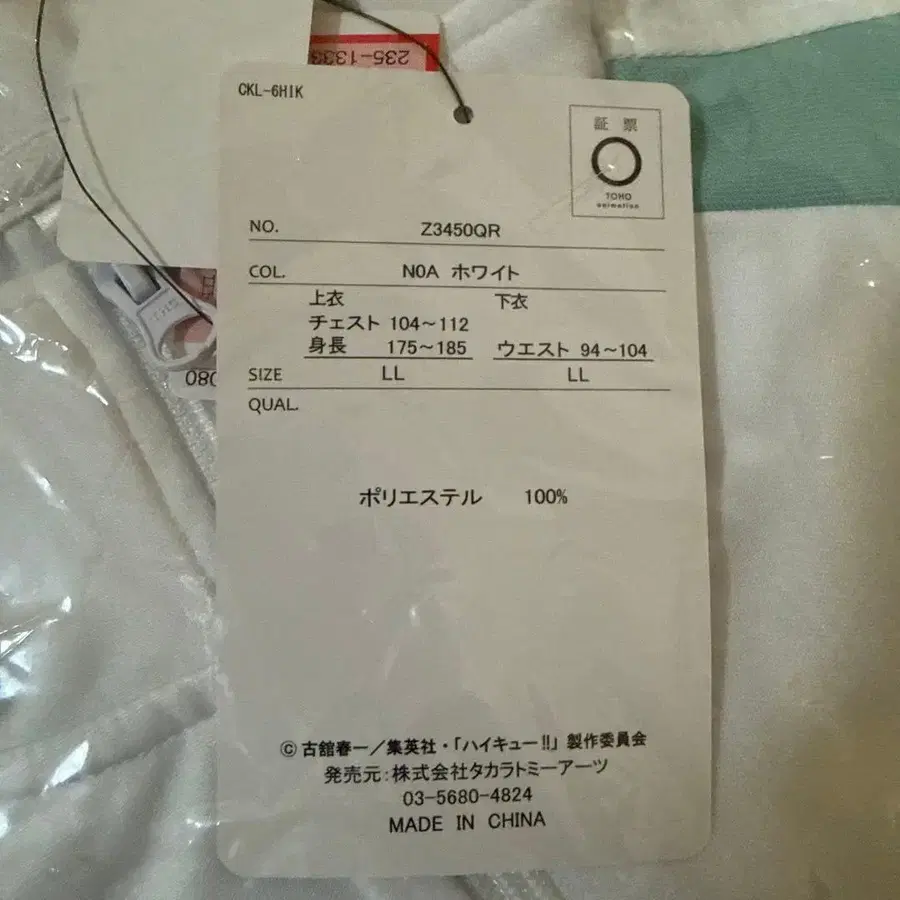 235-1333
CKL-6HIK
証 票
TOHO
animation
NO. Z3450QR
COL. N0A ホワイト
上衣 下衣
チェスト 104～112
身長 175～185 ウエスト 94～104
SIZE LL LL
QUAL.
080
ポリエステル 100%
©古舘春一／集英社・「ハイキュー!!」製作委員会
発売元:株式会社タカラトミーアーツ
03-5680-4824
MADE IN CHINA